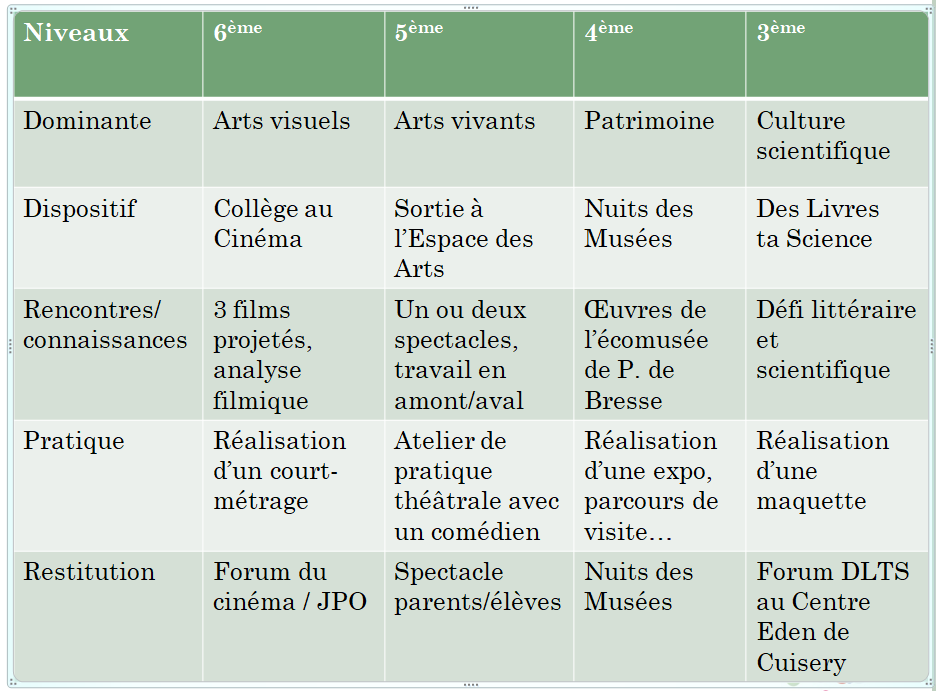 Niveaux
6ème
5ème
4ème
3ème
Dominante
Arts visuels
Arts vivants
Patrimoine
Culture
scientifique
Dispositif
Collège au
Cinéma
Sortie à
l’Espace des
Arts
Nuits des
Musées
Des Livres
ta Science
Rencontres/
connaissances
3 films
projetés,
analyse
filmique
Un ou deux
spectacles,
travail en
amont/aval
Œuvres de
l’écomusée
de P. de
Bresse
Défi littéraire
et
scientifique
Pratique
Réalisation
d’un court-
métrage
Atelier de
pratique
théâtrale avec
un comédien
Réalisation
d’une expo,
parcours de
visite…
Réalisation
d’une
maquette
Restitution
Forum du
cinéma / JPO
Spectacle
parents/élèves
Nuits des
Musées
Forum DLTS
au Centre
Eden de
Cuisery